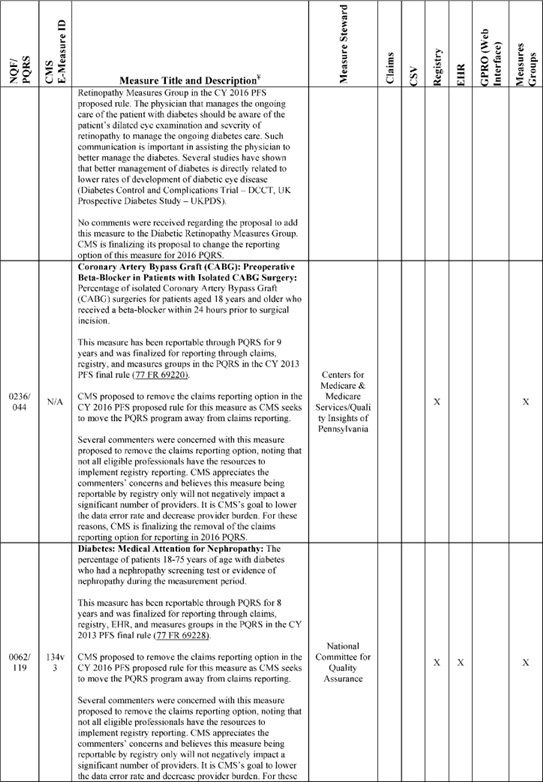 NQF/
PQRS
CMS
E-Measure ID
Measure Title and Description¥
Measure Steward
Claims
CSV
Registry
EHR
GPRO (Web
Interface)
Measures
Groups
Retinopathy Measures Group in the CY 2016 PFS
proposed rule. The physician that manages the ongoing
care of the patient with diabetes should be aware of the
patient's dilated eye examination and severity of
retinopathy to manage the ongoing diabetes care. Such
communication is important in assisting the physician to
better manage the diabetes. Several studies have shown
that better management of diabetes is directly related to
lower rates of development of diabetic eye disease
(Diabetes Control and Complications Trial – DCCT, UK
Prospective Diabetes Study – UKPDS).
No comments were received regarding the proposal to add
this measure to the Diabetic Retinopathy Measures Group.
CMS is finalizing its proposal to change the reporting
option of this measure for 2016 PQRS.
0236/
044
N/A
Coronary Artery Bypass Graft (CABG): Preoperative
Beta-Blocker in Patients with Isolated CABG Surgery:
Percentage of isolated Coronary Artery Bypass Graft
(CABG) surgeries for patients aged 18 years and older who
received a beta-blocker within 24 hours prior to surgical
incision.
This measure has been reportable through PQRS for 9
years and was finalized for reporting through claims,
registry, and measures groups in the PQRS in the CY 2013
PFS final rule (77 FR 69220).
CMS proposed to remove the claims reporting option in the
CY 2016 PFS proposed rule for this measure as CMS seeks
to move the PQRS program away from claims reporting.
Several commenters were concerned with this measure
proposed to remove the claims reporting option, noting that
not all eligible professionals have the resources to
implement registry reporting. CMS appreciates the
commenters' concerns and believes this measure being
reportable by registry only will not negatively impact a
significant number of providers. It is CMS's goal to lower
the data error rate and decrease provider burden. For these
reasons, CMS is finalizing the removal of the claims
reporting option for reporting in 2016 PQRS.
Centers for
Medicare &
Medicaid
Services/Quali
ty Insights of
Pennsylvania
X
X
0062/
119
134v
3
Diabetes: Medical Attention for Nephropathy: The
percentage of patients 18-75 years of age with diabetes
who had a nephropathy screening test or evidence of
nephropathy during the measurement period.
This measure has been reportable through PQRS for 8
years and was finalized for reporting through claims,
registry, EHR, and measures groups in the PQRS in the CY
2013 PFS final rule (77 FR 69228).
CMS proposed to remove the claims reporting option in the
CY 2016 PFS proposed rule for this measure as CMS seeks
to move the PQRS program away from claims reporting.
Several commenters were concerned with this measure
proposed to remove the claims reporting option, noting that
not all eligible professionals have the resources to
implement registry reporting. CMS appreciates the
commenters' concerns and believes this measure being
reportable by registry only will not negatively impact a
significant number of providers. It is CMS's goal to lower
the data error rate and decrease provider burden. For these
National
Committee for
Quality
Assurance
X
X
X